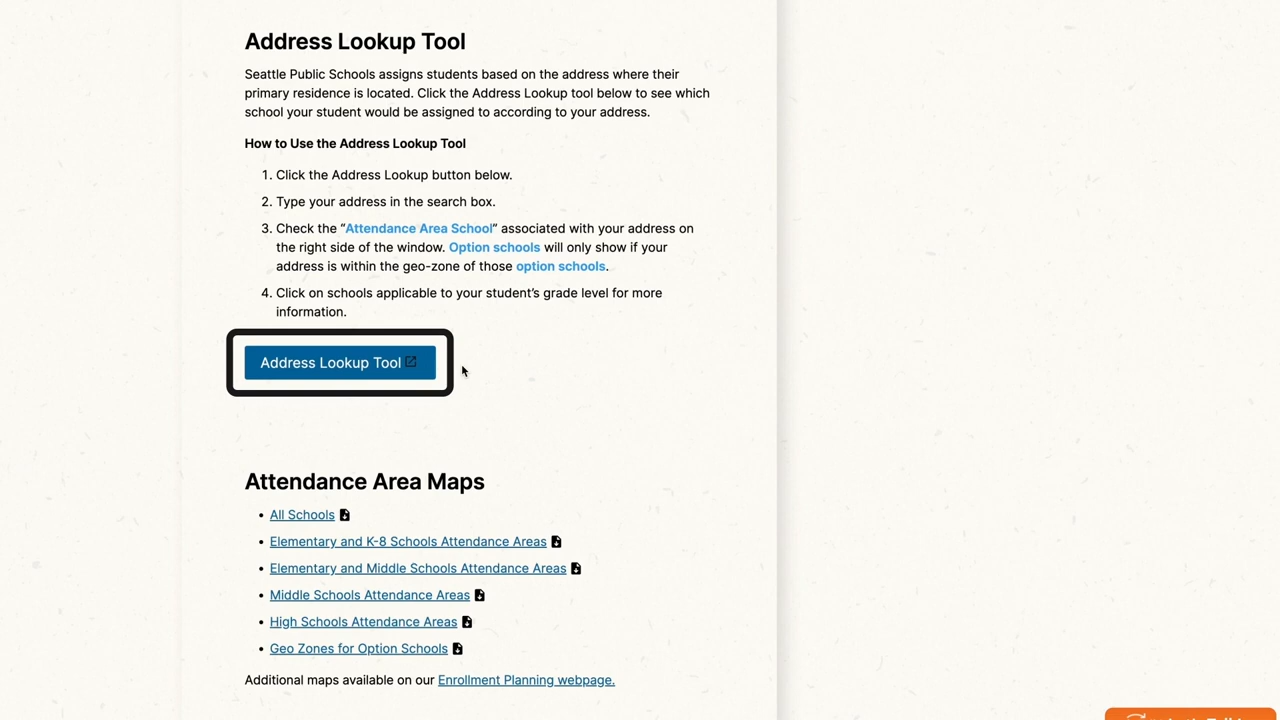 Address Lookup Tool
Seattle Public Schools assigns students based on the address where their
primary residence is located. Click the Address Lookup tool below to see which
school your student would be assigned to according to your address.
How to Use the Address Lookup Tool
1. Click the Address Lookup button below.
2. Type your address in the search box.
3. Check the “Attendance Area School” associated with your address on
the right side of the window. Option schools will only show if your
address is within the geo-zone of those option schools.
4. Click on schools applicable to your student’s grade level for more
information.
Address Lookup Tool
Attendance Area Maps
• All Schools
• Elementary and K-8 Schools Attendance Areas
• Elementary and Middle Schools Attendance Areas
• Middle Schools Attendance Areas
• High Schools Attendance Areas
• Geo Zones for Option Schools
Additional maps available on our Enrollment Planning webpage.